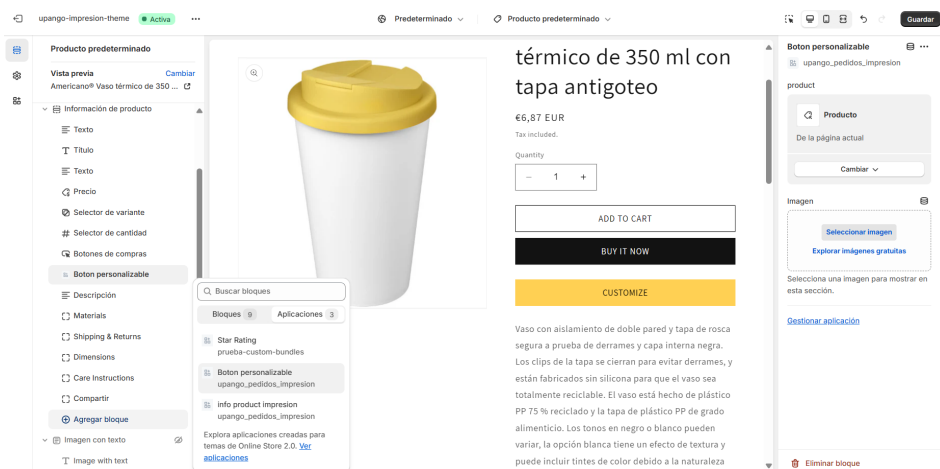 upango-impresion-theme
Activa
Predeterminado
Producto predeterminado
Guardar
Producto predeterminado
Vista previa
Cambiar
Americano® Vaso térmico de 350 ...
Información de producto
Texto
Título
Texto
Precio
Selector de variante
Selector de cantidad
Botones de compras
Boton personalizable
Descripción
Materials
Shipping & Returns
Dimensions
Care Instructions
Compartir
Agregar bloque
Imagen con texto
Image with text
Buscar bloques
Bloques 9
Aplicaciones 3
Star Rating
prueba-custom-bundles
Boton personalizable
upango_pedidos_impresion
info product impresion
upango_pedidos_impresion
Explora aplicaciones creadas para
temas de Online Store 2.0. Ver
aplicaciones
térmico de 350 ml con
tapa antigoteo
€6,87 EUR
Tax included.
Quantity
− 1 +
ADD TO CART
BUY IT NOW
CUSTOMIZE
Vaso con aislamiento de doble pared y tapa de rosca
segura a prueba de derrames y capa interna negra.
Los clips de la tapa se cierran para evitar derrames, y
están fabricados sin silicona para que el vaso sea
totalmente reciclable. El vaso está hecho de plástico
PP 75 % reciclado y la tapa de plástico PP de grado
alimenticio. Los tonos en negro o blanco pueden
variar, la opción blanca tiene un efecto de textura y
puede incluir tintes de color debido a la naturaleza
Boton personalizable
upango_pedidos_impresion
product
Producto
De la página actual
Cambiar
Imagen
Seleccionar imagen
Explorar imágenes gratuitas
Selecciona una imagen para mostrar en
esta sección.
Gestionar aplicación
Eliminar bloque